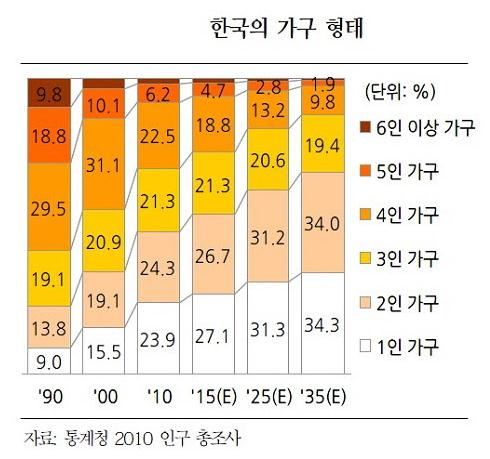 한국의 가구 형태
(단위: %)
9.8 6.2 4.7 2.8 1.9
18.8 10.1 22.5 18.8 13.2 9.8
29.5 31.1 21.3 21.3 20.6 19.4
19.1 20.9 24.3 26.7 31.2 34.0
13.8 19.1 23.9 27.1 31.3 34.3
9.0 15.5
6인 이상 가구
5인 가구
4인 가구
3인 가구
2인 가구
1인 가구
'90 '00 '10 '15(E) '25(E) '35(E)
자료: 통계청 2010 인구 총조사